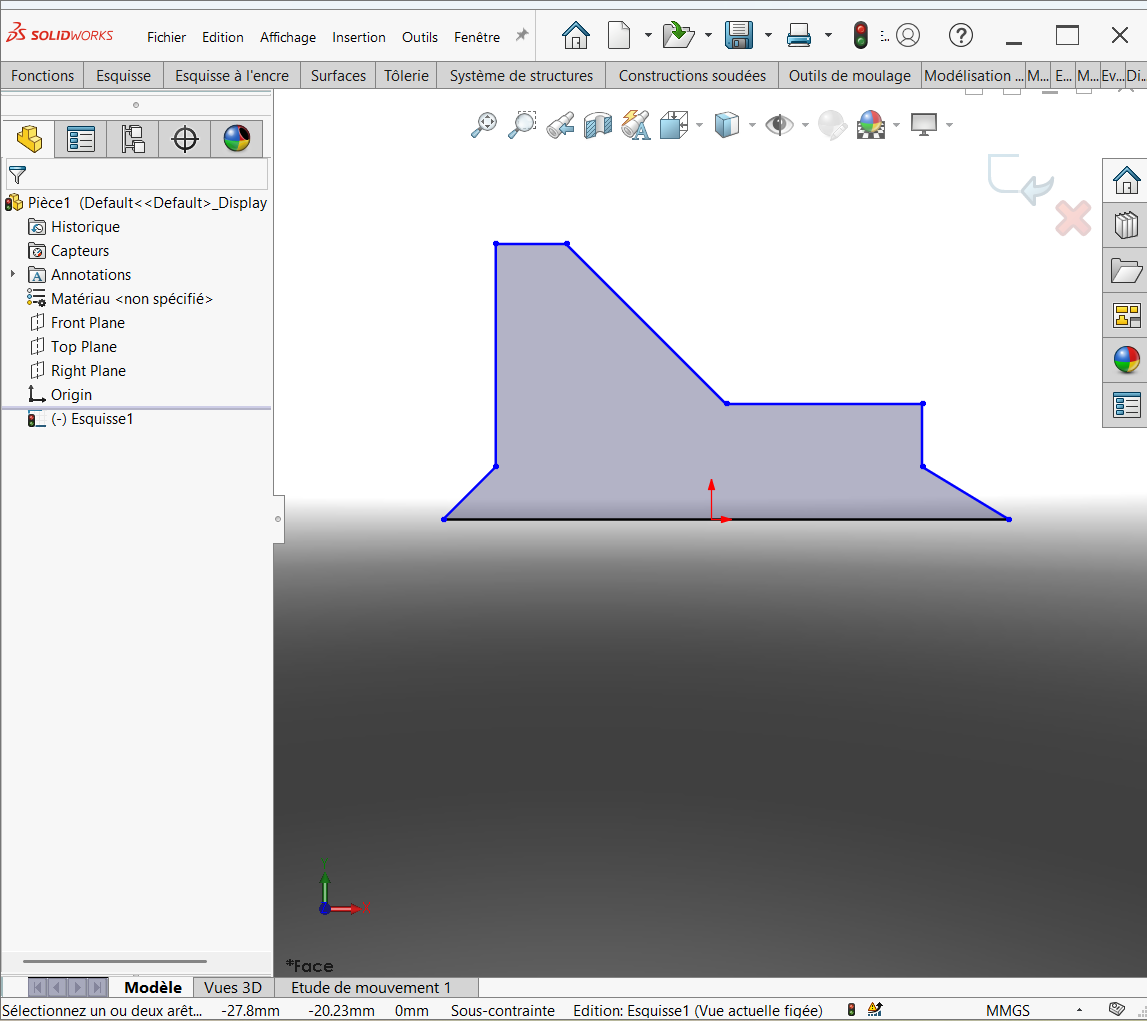 SOLIDWORKS Fichier Edition Affichage Insertion Outils Fenêtre
Fonctions Esquisse Esquisse à l'encre Surfaces Tôlerie Système de structures Constructions soudées Outils de moulage Modélisation ... M... E... M... Ev... Di...
Pièce1 (Default<<Default>_Display
Historique
Capteurs
Annotations
Matériau <non spécifié>
Front Plane
Top Plane
Right Plane
Origin
(-) Esquisse1
*Face
Modèle Vues 3D Etude de mouvement 1
Sélectionnez un ou deux arêt... -27.8mm -20.23mm 0mm Sous-contrainte Edition: Esquisse1 (Vue actuelle figée) MMGS